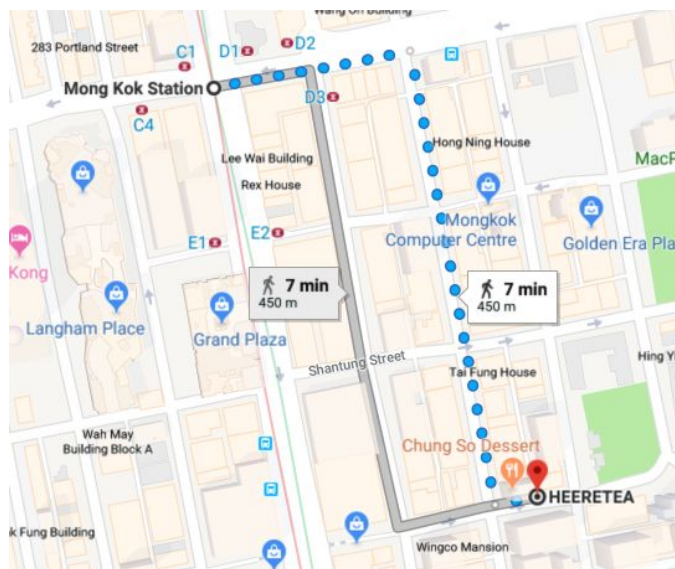 Wang On Building
283 Portland Street
C1
D1
D2
Mong Kok Station
D3
C4
Hong Ning House
Lee Wai Building
MacP
Rex House
E1
E2
Mongkok
Computer Centre
Golden Era Pla
Kong
7 min
450 m
7 min
450 m
Langham Place
Grand Plaza
Shantung Street
Hing Y
Tai Fung House
Wah May
Building Block A
Chung So Dessert
HEERETEA
k Fung Building
Wingco Mansion